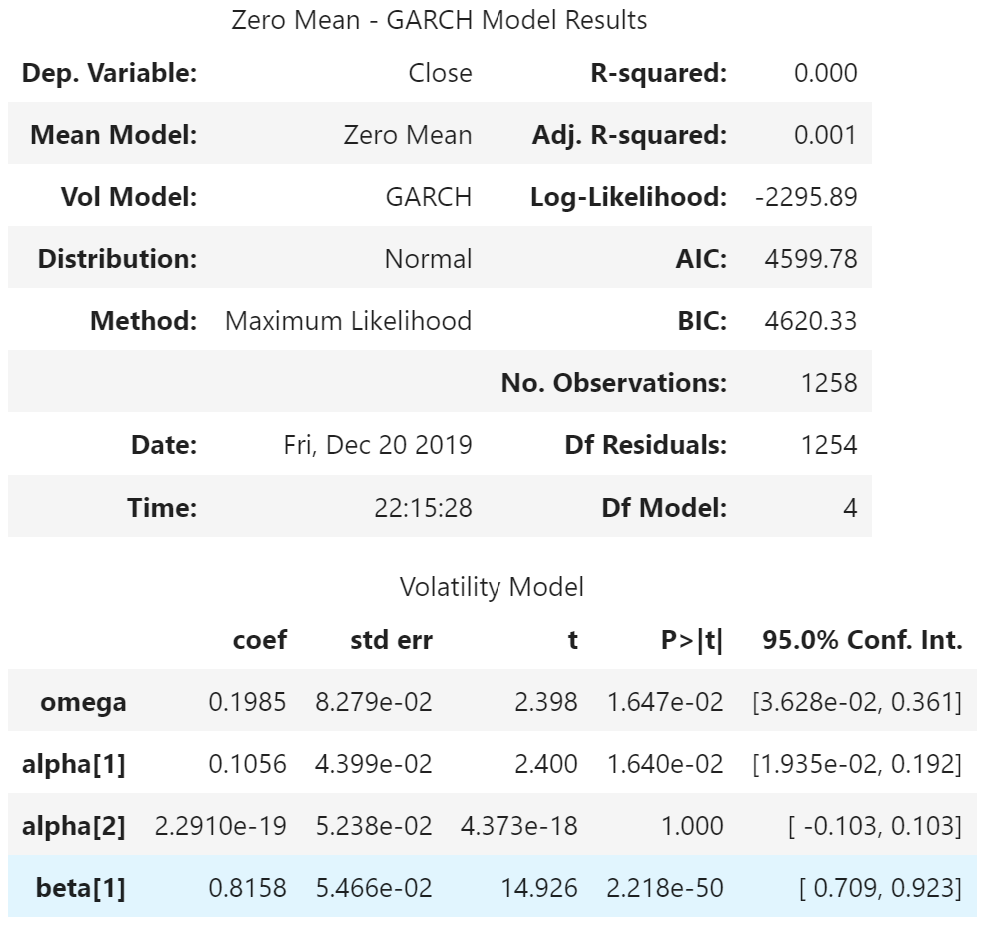 Zero Mean - GARCH Model Results
Dep. Variable: Close R-squared: 0.000
Mean Model: Zero Mean Adj. R-squared: 0.001
Vol Model: GARCH Log-Likelihood: -2295.89
Distribution: Normal AIC: 4599.78
Method: Maximum Likelihood BIC: 4620.33
No. Observations: 1258
Date: Fri, Dec 20 2019 Df Residuals: 1254
Time: 22:15:28 Df Model: 4
Volatility Model
coef std err t P>|t| 95.0% Conf. Int.
omega 0.1985 8.279e-02 2.398 1.647e-02 [3.628e-02, 0.361]
alpha[1] 0.1056 4.399e-02 2.400 1.640e-02 [1.935e-02, 0.192]
alpha[2] 2.2910e-19 5.238e-02 4.373e-18 1.000 [ -0.103, 0.103]
beta[1] 0.8158 5.466e-02 14.926 2.218e-50 [ 0.709, 0.923]